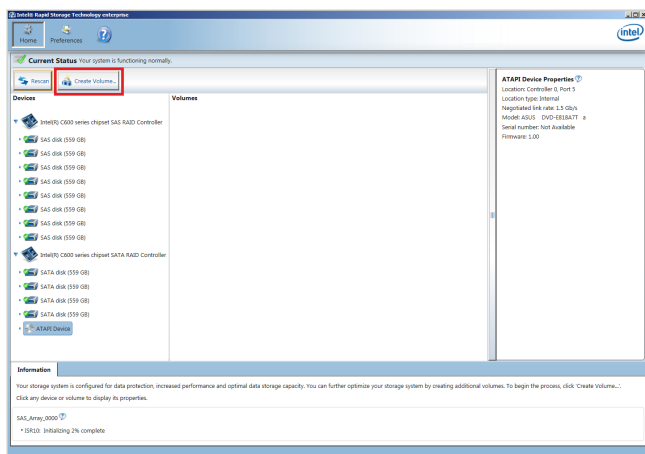 Intel® Rapid Storage Technology enterprise
Home
Preferences
intel
Current Status Your system is functioning normally.
Rescan
Create Volume...
Devices
Volumes
Intel(R) C600 series chipset SAS RAID Controller
SAS disk (559 GB)
SAS disk (559 GB)
SAS disk (559 GB)
SAS disk (559 GB)
SAS disk (559 GB)
SAS disk (559 GB)
SAS disk (559 GB)
SAS disk (559 GB)
Intel(R) C600 series chipset SATA RAID Controller
SATA disk (559 GB)
SATA disk (559 GB)
SATA disk (559 GB)
SATA disk (559 GB)
ATAPI Device
ATAPI Device Properties
Location: Controller 0, Port 5
Location type: Internal
Negotiated link rate: 1.5 Gb/s
Model: ASUS DVD-E818A7T a
Serial number: Not Available
Firmware: 1.00
Information
Your storage system is configured for data protection, increased performance and optimal data storage capacity. You can further optimize your storage system by creating additional volumes. To begin the process, click 'Create Volume...'.
Click any device or volume to display its properties.
SAS_Array_0000
* ISR10: Initializing 2% complete